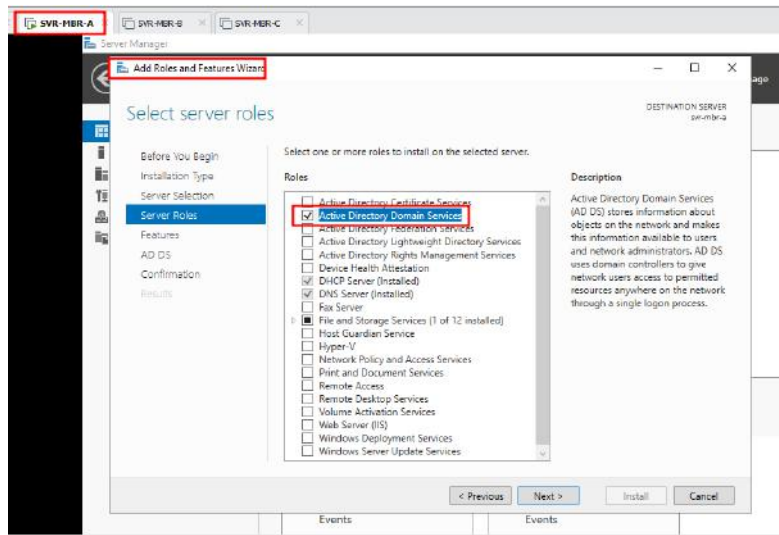 SVR-MBR-A
SVR-MBR-B
SVR-MBR-C
Server Manager
Add Roles and Features Wizard
age
Select server roles
DESTINATION SERVER
svr-mbr-a
Before You Begin
Installation Type
Server Selection
Server Roles
Features
AD DS
Confirmation
Results
Select one or more roles to install on the selected server.
Roles
Active Directory Certificate Services
Active Directory Domain Services
Active Directory Federation Services
Active Directory Lightweight Directory Services
Active Directory Rights Management Services
Device Health Attestation
DHCP Server (Installed)
DNS Server (Installed)
Fax Server
File and Storage Services (1 of 12 installed)
Host Guardian Service
Hyper-V
Network Policy and Access Services
Print and Document Services
Remote Access
Remote Desktop Services
Volume Activation Services
Web Server (IIS)
Windows Deployment Services
Windows Server Update Services
Description
Active Directory Domain Services
(AD DS) stores information about
objects on the network and makes
this information available to users
and network administrators. AD DS
uses domain controllers to give
network users access to permitted
resources anywhere on the network
through a single logon process.
< Previous
Next >
Install
Cancel
Events
Events